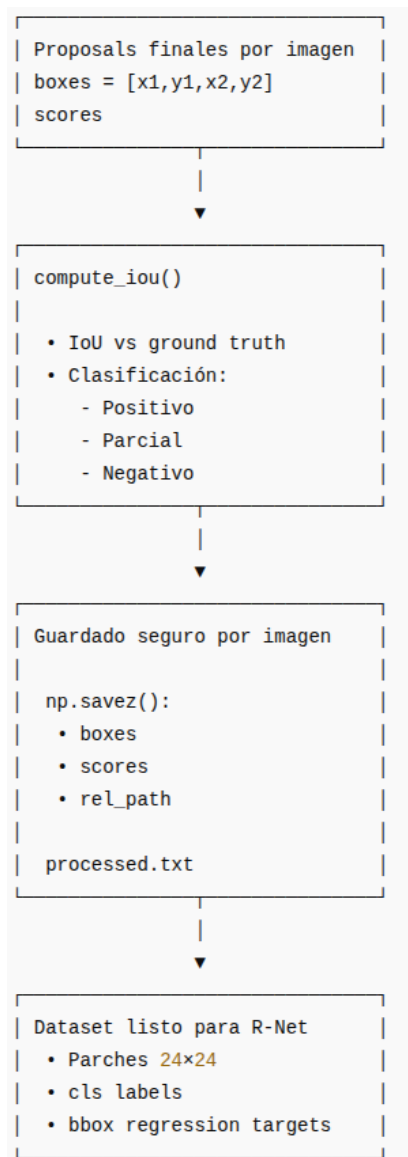 Proposals finales por imagen
boxes = [x1,y1,x2,y2]
scores
compute_iou()
• IoU vs ground truth
• Clasificación:
- Positivo
- Parcial
- Negativo
Guardado seguro por imagen
np.savez():
• boxes
• scores
• rel_path
processed.txt
Dataset listo para R-Net
• Parches 24×24
• cls labels
• bbox regression targets